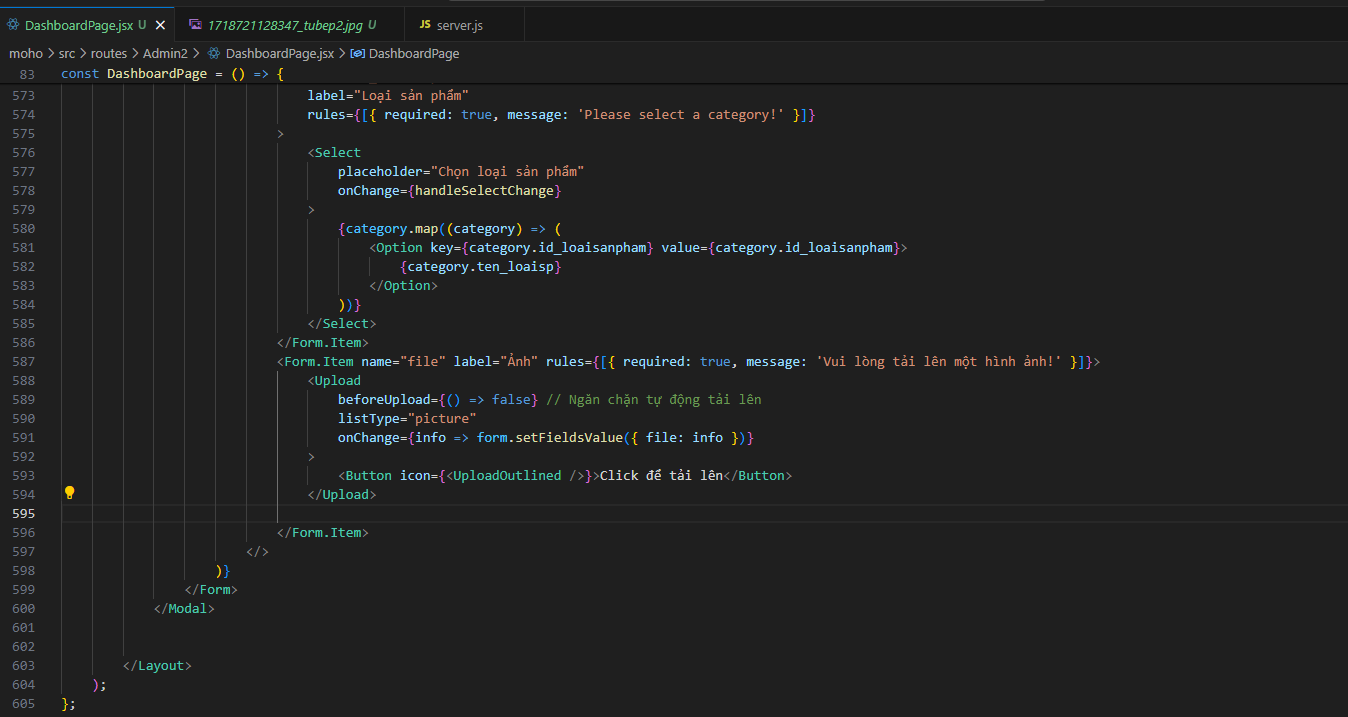 DashboardPage.jsx U
1718721128347_tubep2.jpg U
JS server.js
moho > src > routes > Admin2 > DashboardPage.jsx > DashboardPage
83 const DashboardPage = () => {
573 label="Loại sản phẩm"
574 rules={[{ required: true, message: 'Please select a category!' }]}
575 >
576 <Select
577 placeholder="Chọn loại sản phẩm"
578 onChange={handleSelectChange}
579 >
580 {category.map((category) => (
581 <Option key={category.id_loaisanpham} value={category.id_loaisanpham}>
582 {category.ten_loaisp}
583 </Option>
584 ))}
585 </Select>
586 </Form.Item>
587 <Form.Item name="file" label="Ảnh" rules={[{ required: true, message: 'Vui lòng tải lên một hình ảnh!' }]}>
588 <Upload
589 beforeUpload={() => false} // Ngăn chặn tự động tải lên
590 listType="picture"
591 onChange={info => form.setFieldsValue({ file: info })}
592 >
593 <Button icon={<UploadOutlined />}>Click để tải lên</Button>
594 </Upload>
595
596 </Form.Item>
597 </>
598 )}
599 </Form>
600 </Modal>
601
602
603 </Layout>
604 );
605 };